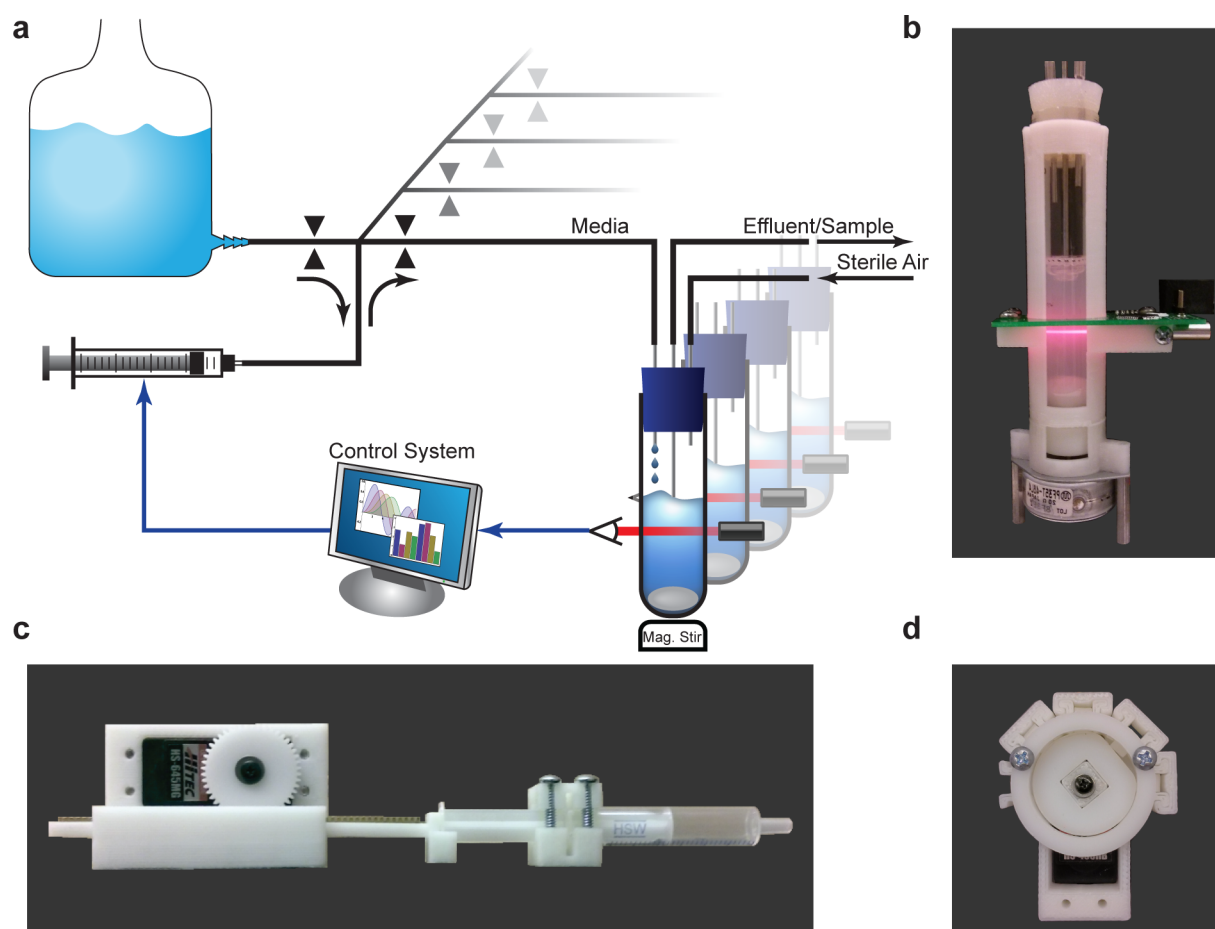 a
b
Media
Effluent/Sample
Sterile Air
Control System
Mag. Stir
c
d
HiTEC
HS-645MG
HSW